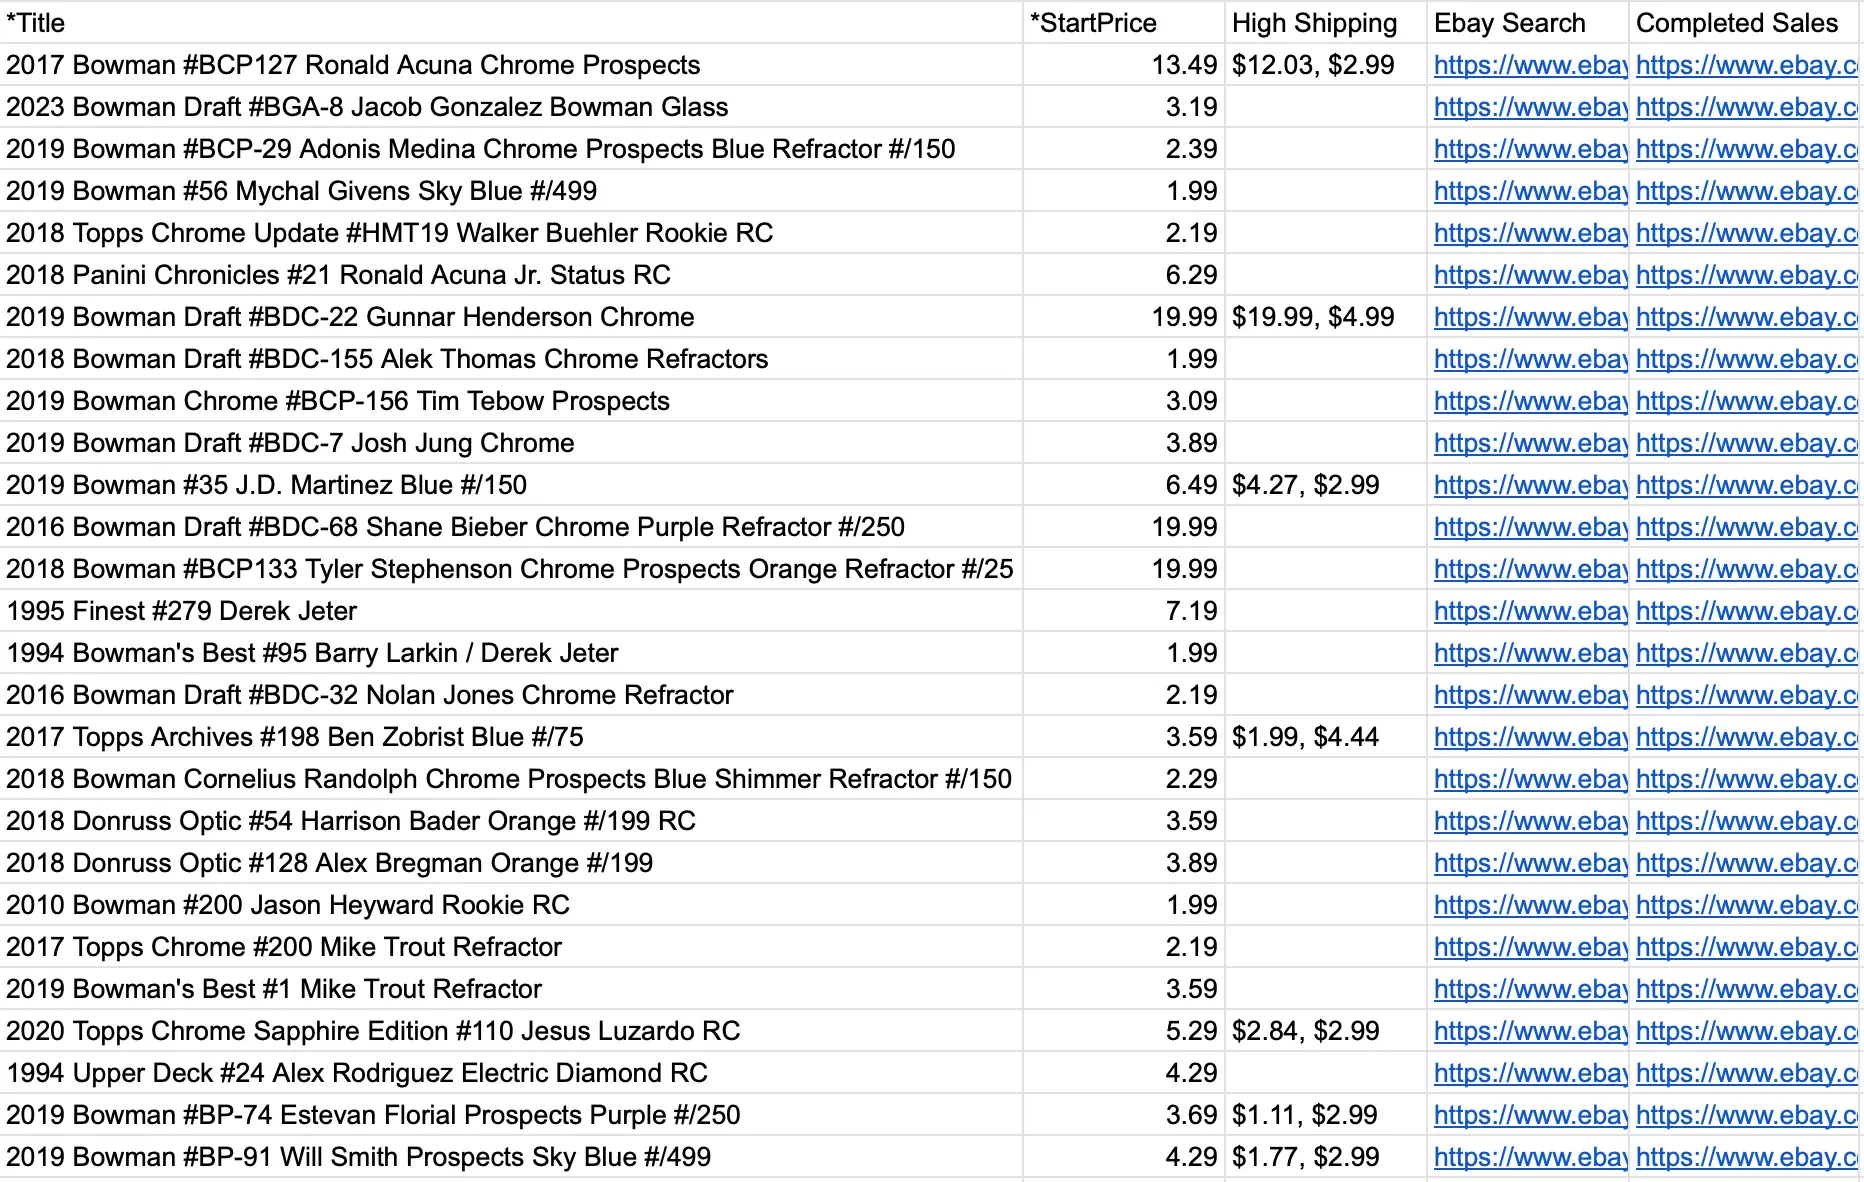 *Title *StartPrice High Shipping Ebay Search Completed Sales
2017 Bowman #BCP127 Ronald Acuna Chrome Prospects 13.49 $12.03, $2.99 https://www.ebay https://www.ebay.c
2023 Bowman Draft #BGA-8 Jacob Gonzalez Bowman Glass 3.19 https://www.ebay https://www.ebay.c
2019 Bowman #BCP-29 Adonis Medina Chrome Prospects Blue Refractor #/150 2.39 https://www.ebay https://www.ebay.c
2019 Bowman #56 Mychal Givens Sky Blue #/499 1.99 https://www.ebay https://www.ebay.c
2018 Topps Chrome Update #HMT19 Walker Buehler Rookie RC 2.19 https://www.ebay https://www.ebay.c
2018 Panini Chronicles #21 Ronald Acuna Jr. Status RC 6.29 https://www.ebay https://www.ebay.c
2019 Bowman Draft #BDC-22 Gunnar Henderson Chrome 19.99 $19.99, $4.99 https://www.ebay https://www.ebay.c
2018 Bowman Draft #BDC-155 Alek Thomas Chrome Refractors 1.99 https://www.ebay https://www.ebay.c
2019 Bowman Chrome #BCP-156 Tim Tebow Prospects 3.09 https://www.ebay https://www.ebay.c
2019 Bowman Draft #BDC-7 Josh Jung Chrome 3.89 https://www.ebay https://www.ebay.c
2019 Bowman #35 J.D. Martinez Blue #/150 6.49 $4.27, $2.99 https://www.ebay https://www.ebay.c
2016 Bowman Draft #BDC-68 Shane Bieber Chrome Purple Refractor #/250 19.99 https://www.ebay https://www.ebay.c
2018 Bowman #BCP133 Tyler Stephenson Chrome Prospects Orange Refractor #/25 19.99 https://www.ebay https://www.ebay.c
1995 Finest #279 Derek Jeter 7.19 https://www.ebay https://www.ebay.c
1994 Bowman's Best #95 Barry Larkin / Derek Jeter 1.99 https://www.ebay https://www.ebay.c
2016 Bowman Draft #BDC-32 Nolan Jones Chrome Refractor 2.19 https://www.ebay https://www.ebay.c
2017 Topps Archives #198 Ben Zobrist Blue #/75 3.59 $1.99, $4.44 https://www.ebay https://www.ebay.c
2018 Bowman Cornelius Randolph Chrome Prospects Blue Shimmer Refractor #/150 2.29 https://www.ebay https://www.ebay.c
2018 Donruss Optic #54 Harrison Bader Orange #/199 RC 3.59 https://www.ebay https://www.ebay.c
2018 Donruss Optic #128 Alex Bregman Orange #/199 3.89 https://www.ebay https://www.ebay.c
2010 Bowman #200 Jason Heyward Rookie RC 1.99 https://www.ebay https://www.ebay.c
2017 Topps Chrome #200 Mike Trout Refractor 2.19 https://www.ebay https://www.ebay.c
2019 Bowman's Best #1 Mike Trout Refractor 3.59 https://www.ebay https://www.ebay.c
2020 Topps Chrome Sapphire Edition #110 Jesus Luzardo RC 5.29 $2.84, $2.99 https://www.ebay https://www.ebay.c
1994 Upper Deck #24 Alex Rodriguez Electric Diamond RC 4.29 https://www.ebay https://www.ebay.c
2019 Bowman #BP-74 Estevan Florial Prospects Purple #/250 3.69 $1.11, $2.99 https://www.ebay https://www.ebay.c
2019 Bowman #BP-91 Will Smith Prospects Sky Blue #/499 4.29 $1.77, $2.99 https://www.ebay https://www.ebay.c